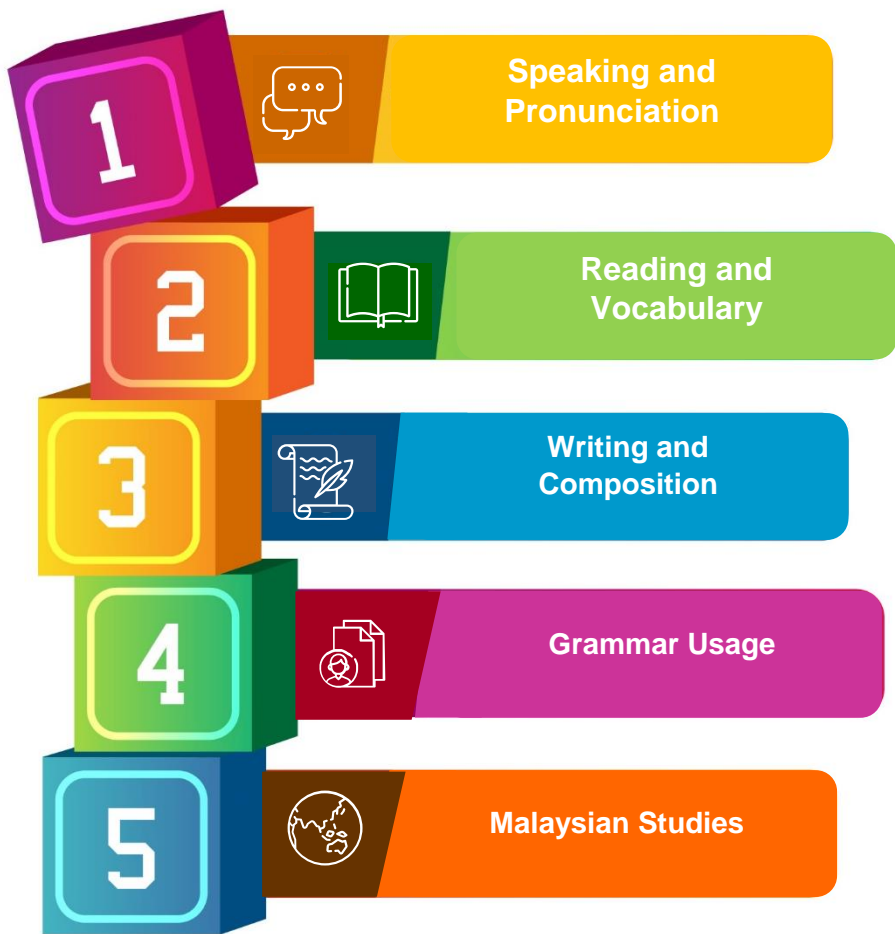 1
Speaking and
Pronunciation
2
Reading and
Vocabulary
3
Writing and
Composition
4
Grammar Usage
5
Malaysian Studies